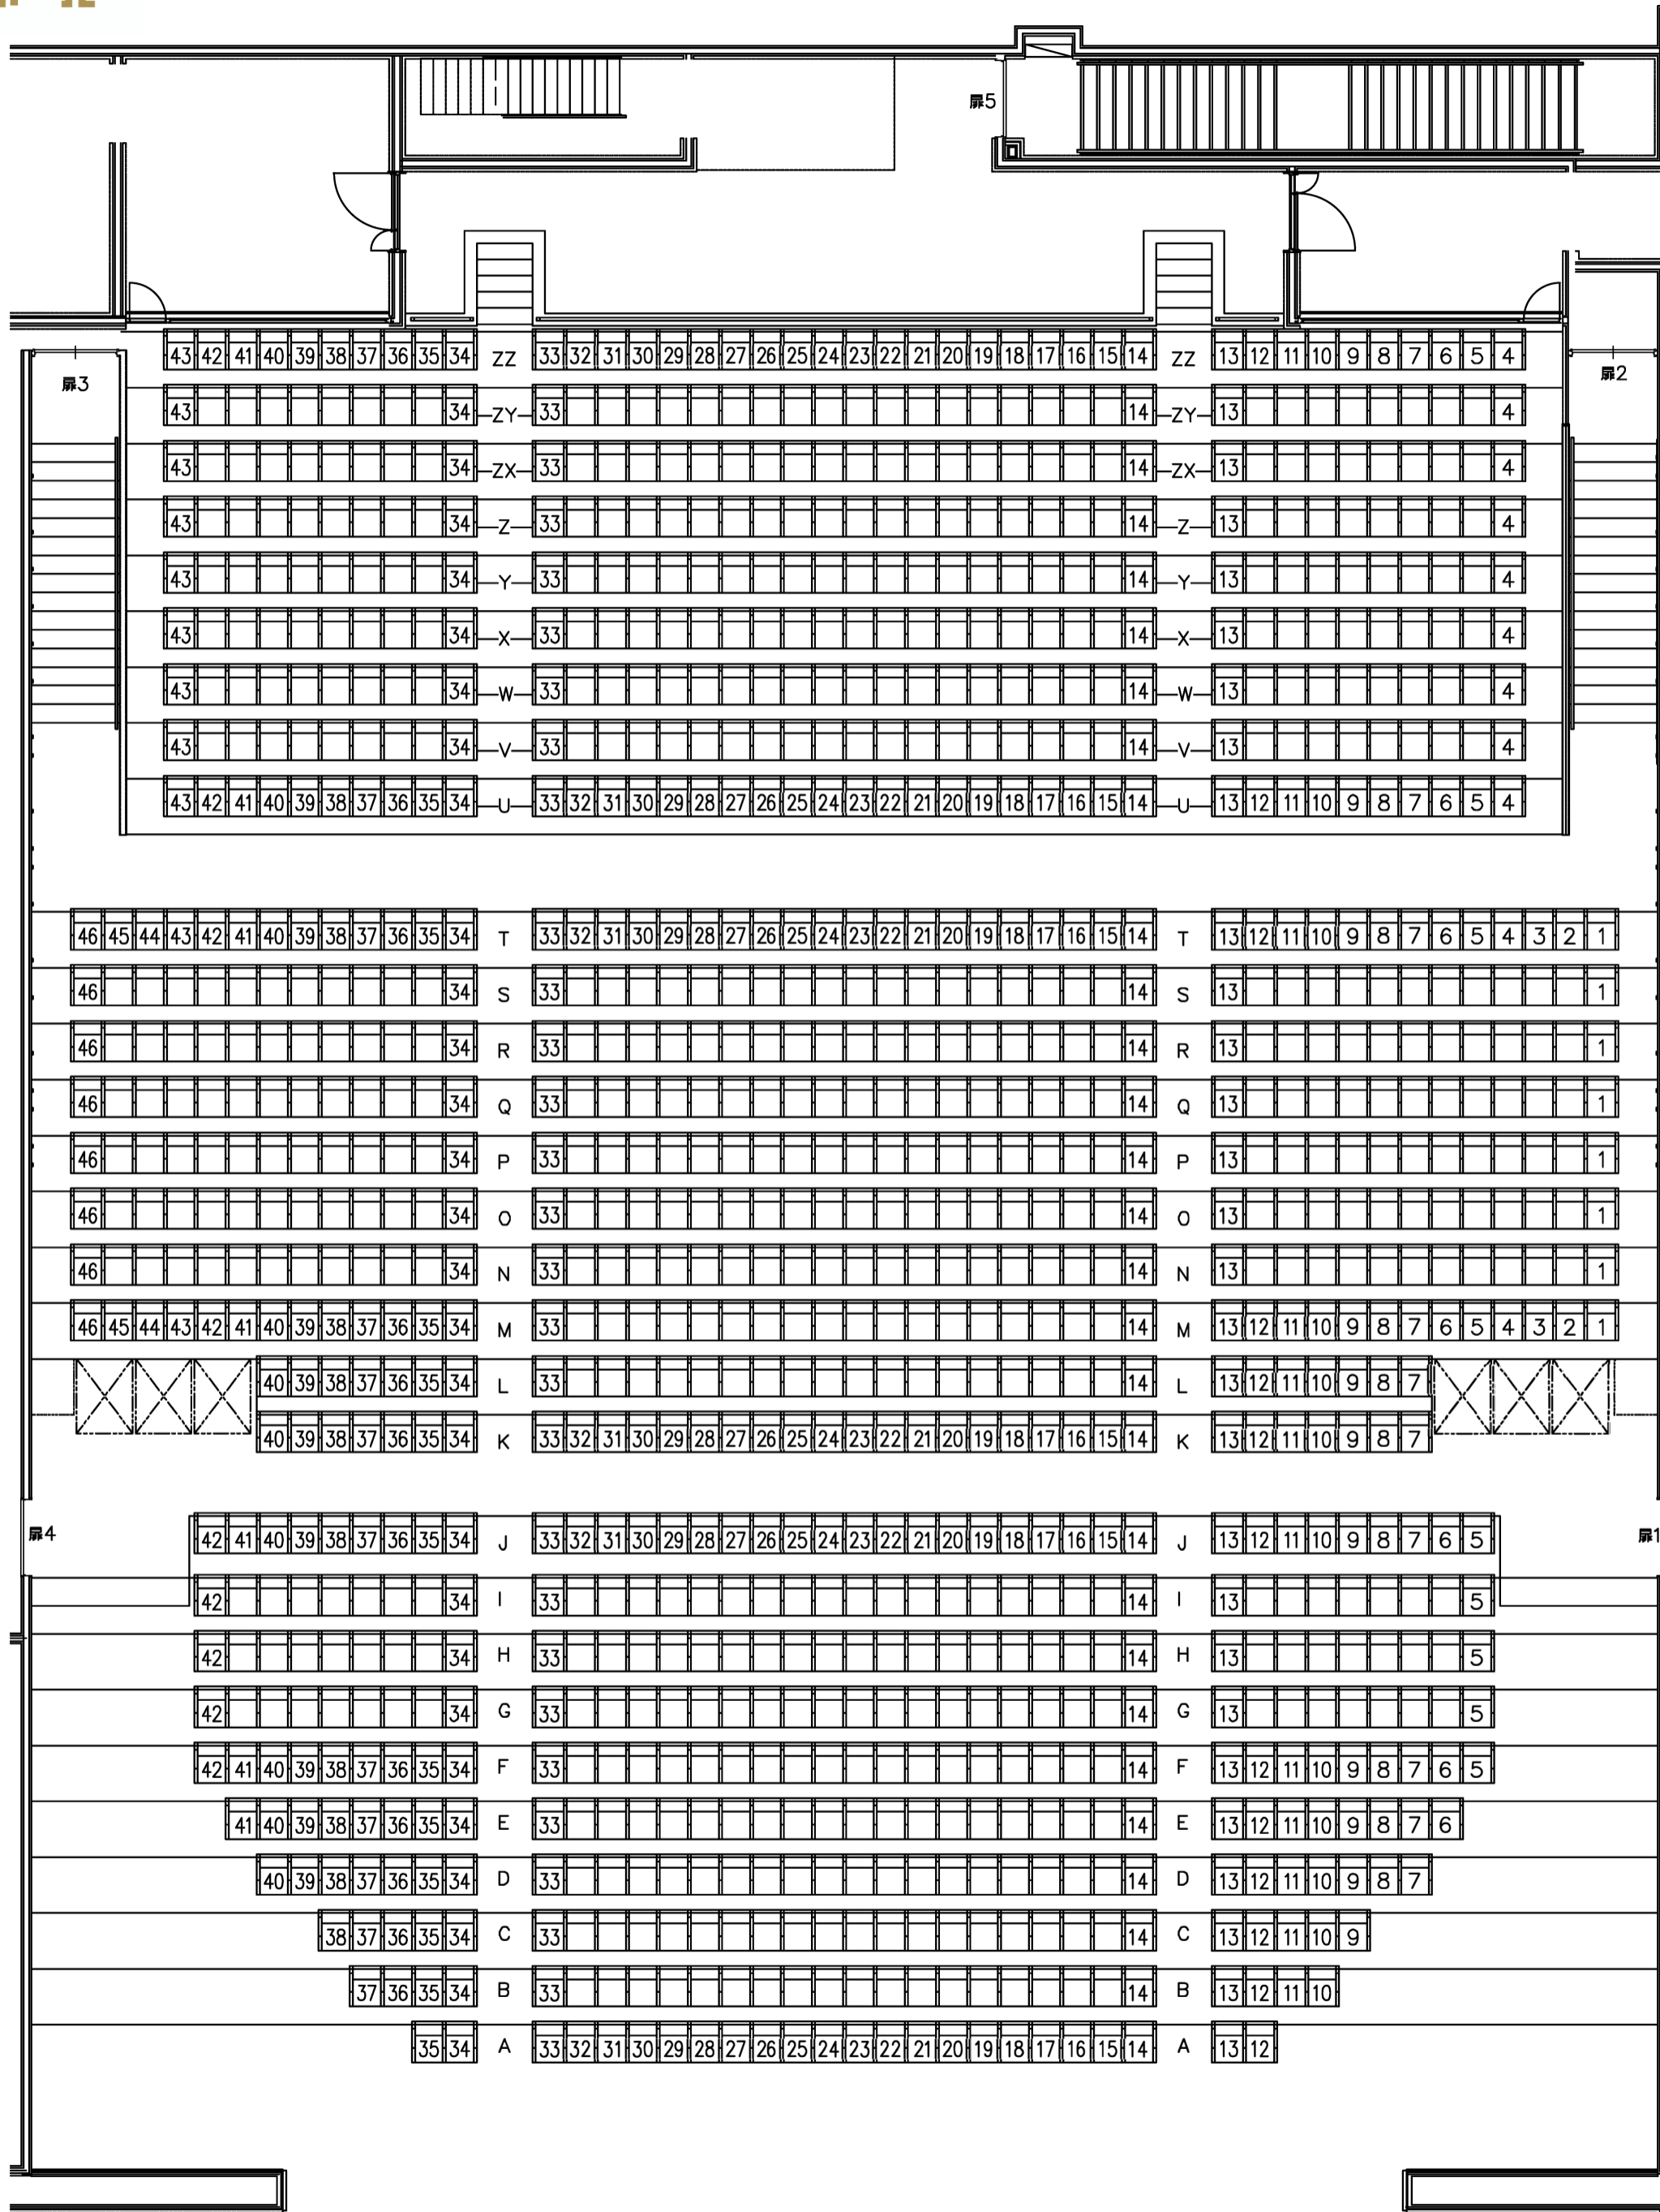 扉5
43 42 41 40 39 38 37 36 35 34 ZZ 33 32 31 30 29 28 27 26 25 24 23 22 21 20 19 18 17 16 15 14 ZZ 13 12 11 10 9 8 7 6 5 4
扉3
扉2
43 34 ZY 33 14 ZY 13 4
43 34 ZX 33 14 ZX 13 4
43 34 Z 33 14 Z 13 4
43 34 Y 33 14 Y 13 4
43 34 X 33 14 X 13 4
43 34 W 33 14 W 13 4
43 34 V 33 14 V 13 4
43 42 41 40 39 38 37 36 35 34 U 33 32 31 30 29 28 27 26 25 24 23 22 21 20 19 18 17 16 15 14 U 13 12 11 10 9 8 7 6 5 4
46 45 44 43 42 41 40 39 38 37 36 35 34 T 33 32 31 30 29 28 27 26 25 24 23 22 21 20 19 18 17 16 15 14 T 13 12 11 10 9 8 7 6 5 4 3 2 1
46 34 S 33 14 S 13 1
46 34 R 33 14 R 13 1
46 34 Q 33 14 Q 13 1
46 34 P 33 14 P 13 1
46 34 O 33 14 O 13 1
46 34 N 33 14 N 13 1
46 45 44 43 42 41 40 39 38 37 36 35 34 M 33 14 M 13 12 11 10 9 8 7 6 5 4 3 2 1
40 39 38 37 36 35 34 L 33 14 L 13 12 11 10 9 8 7
40 39 38 37 36 35 34 K 33 32 31 30 29 28 27 26 25 24 23 22 21 20 19 18 17 16 15 14 K 13 12 11 10 9 8 7
扉4
扉1
42 41 40 39 38 37 36 35 34 J 33 32 31 30 29 28 27 26 25 24 23 22 21 20 19 18 17 16 15 14 J 13 12 11 10 9 8 7 6 5
42 34 I 33 14 I 13 5
42 34 H 33 14 H 13 5
42 34 G 33 14 G 13 5
42 41 40 39 38 37 36 35 34 F 33 14 F 13 12 11 10 9 8 7 6 5
41 40 39 38 37 36 35 34 E 33 14 E 13 12 11 10 9 8 7 6
40 39 38 37 36 35 34 D 33 14 D 13 12 11 10 9 8 7
38 37 36 35 34 C 33 14 C 13 12 11 10 9
37 36 35 34 B 33 14 B 13 12 11 10
35 34 A 33 32 31 30 29 28 27 26 25 24 23 22 21 20 19 18 17 16 15 14 A 13 12